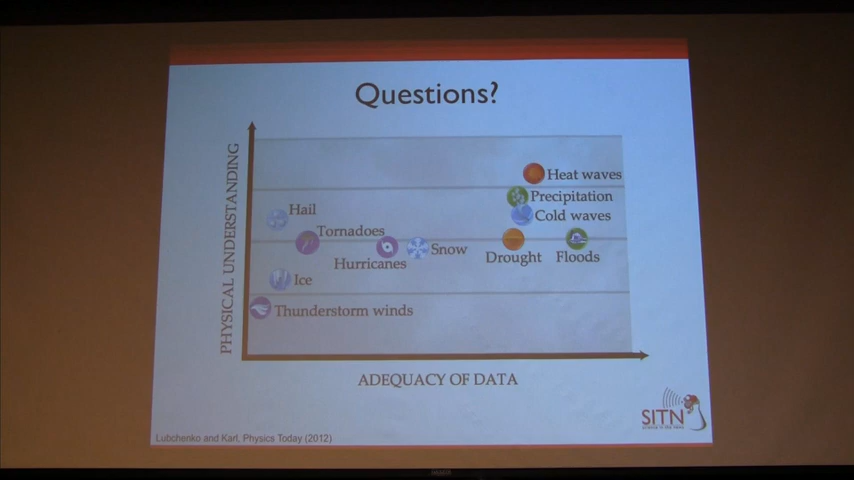 Questions?
PHYSICAL UNDERSTANDING
Heat waves
Precipitation
Cold waves
Hail
Tornadoes
Hurricanes
Snow
Drought
Floods
Ice
Thunderstorm winds
ADEQUACY OF DATA
SITN
Lubchenko and Karl, Physics Today (2012)